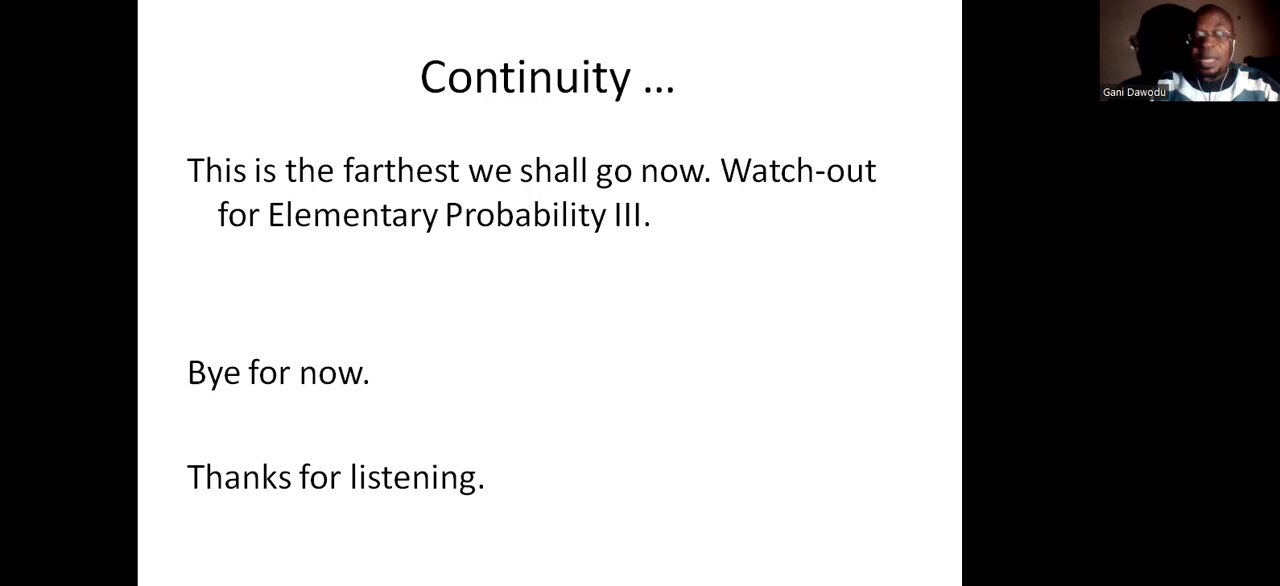 Continuity ...
Gani Dawodu
This is the farthest we shall go now. Watch-out
for Elementary Probability III.
Bye for now.
Thanks for listening.